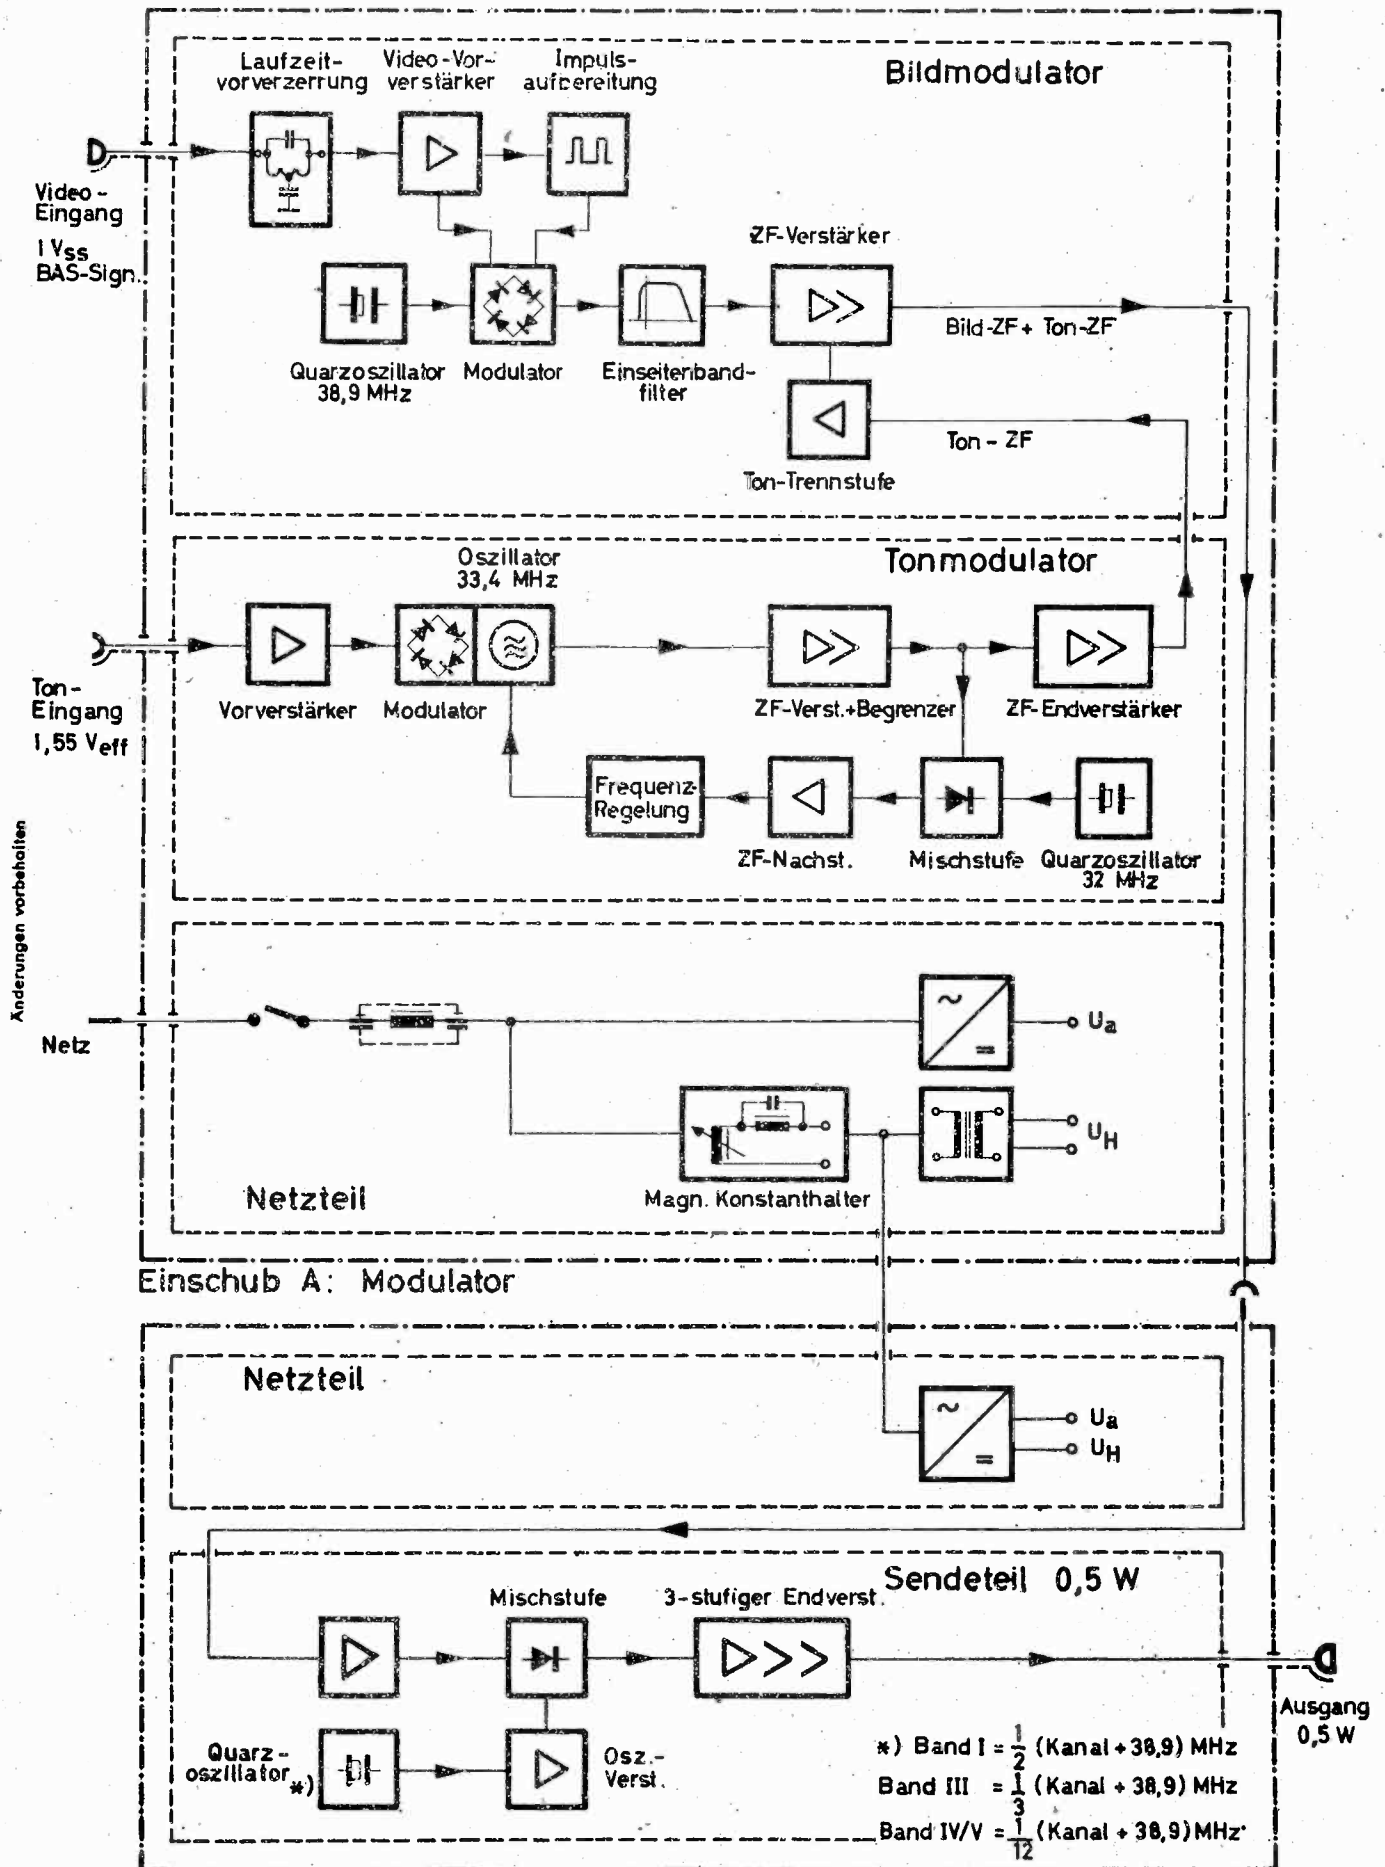 Laufzeit-
vorverzerrung
Video-Vor-
verstärker
Impuls-
aufbereitung
Bildmodulator
Video-
Eingang
1 Vss
BAS-Sign.
ZF-Verstärker
Bild-ZF + Ton-ZF
Quarzoszillator
38,9 MHz
Modulator
Einseitenband-
filter
Ton - ZF
Ton-Trennstufe
Oszillator
33,4 MHz
Tonmodulator
Ton-
Eingang
1,55 Veff
Vorverstärker
Modulator
ZF-Verst.+Begrenzer
ZF-Endverstärker
Frequenz-
Regelung
ZF-Nachst.
Mischstufe
Quarzoszillator
32 MHz
Änderungen vorbehalten
Netz
Ua
UH
Magn. Konstanthalter
Netzteil
Einschub A: Modulator
Netzteil
Ua
UH
Sendeteil 0,5 W
Mischstufe
3-stufiger Endverst.
Ausgang
0,5 W
Quarz-
oszillator *)
Osz.-
Verst.
*) Band I = 1/2 (Kanal + 38,9) MHz
Band III = 1/3 (Kanal + 38,9) MHz
Band IV/V = 1/12 (Kanal + 38,9) MHz